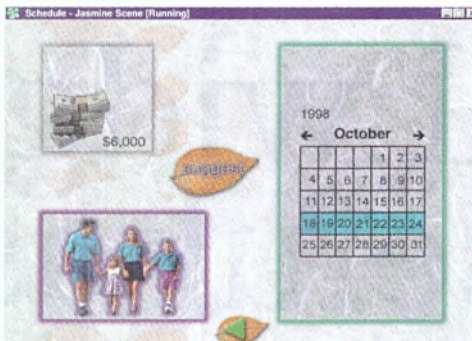 Schedule - Jasmine Scene [Running]
$6,000
Suggest
1998
October
1 2 3
4 5 6 7 8 9 10
11 12 13 14 15 16 17
18 19 20 21 22 23 24
25 26 27 28 29 30 31